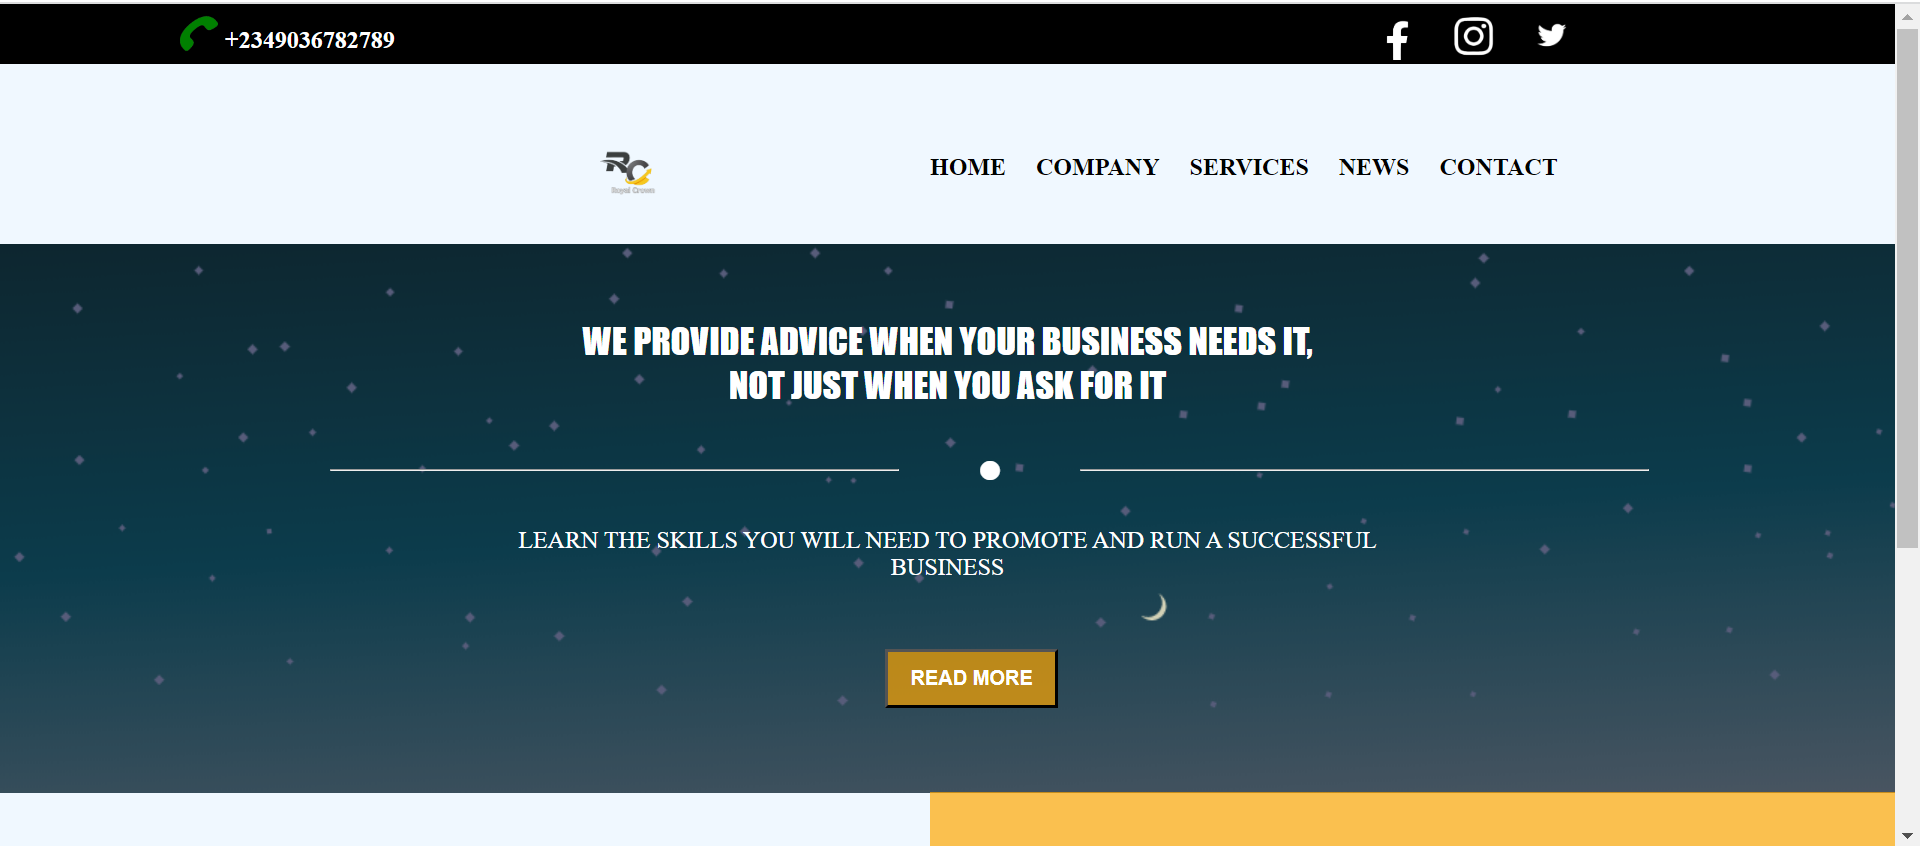 +2349036782789
RC
Royal Crown
HOME COMPANY SERVICES NEWS CONTACT
WE PROVIDE ADVICE WHEN YOUR BUSINESS NEEDS IT,
NOT JUST WHEN YOU ASK FOR IT
LEARN THE SKILLS YOU WILL NEED TO PROMOTE AND RUN A SUCCESSFUL
BUSINESS
READ MORE